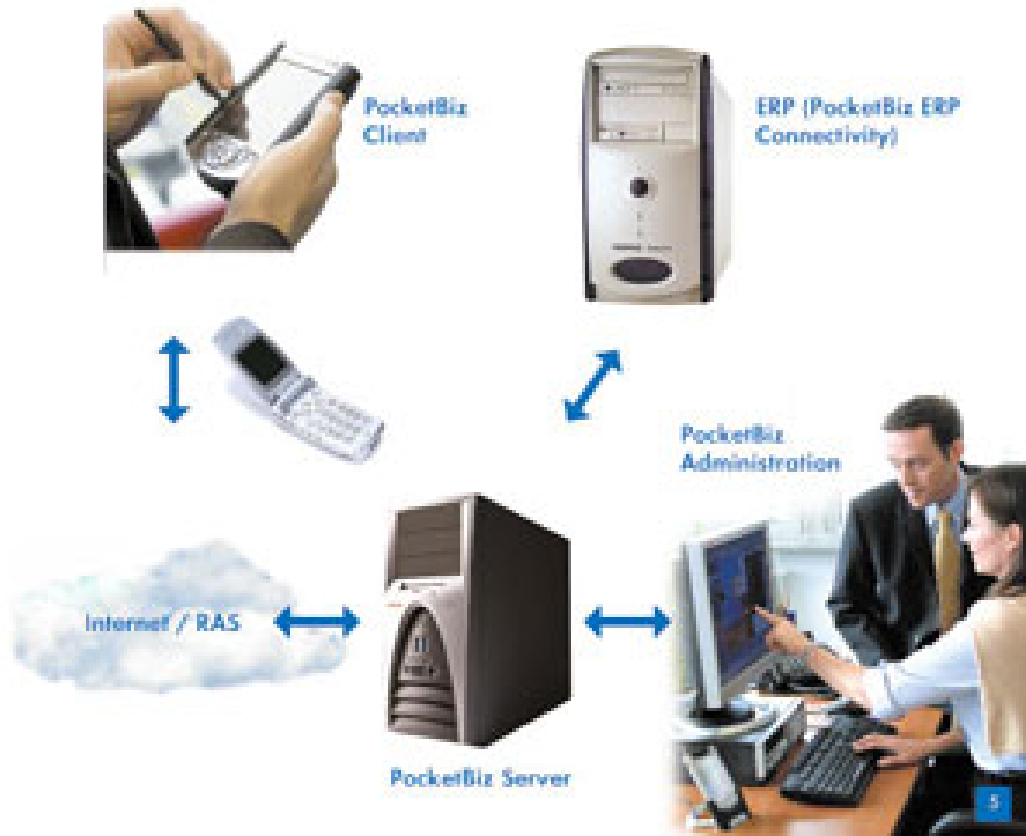 PocketBiz
Client
ERP (PocketBiz ERP
Connectivity)
PocketBiz
Administration
Internet / RAS
PocketBiz Server
5